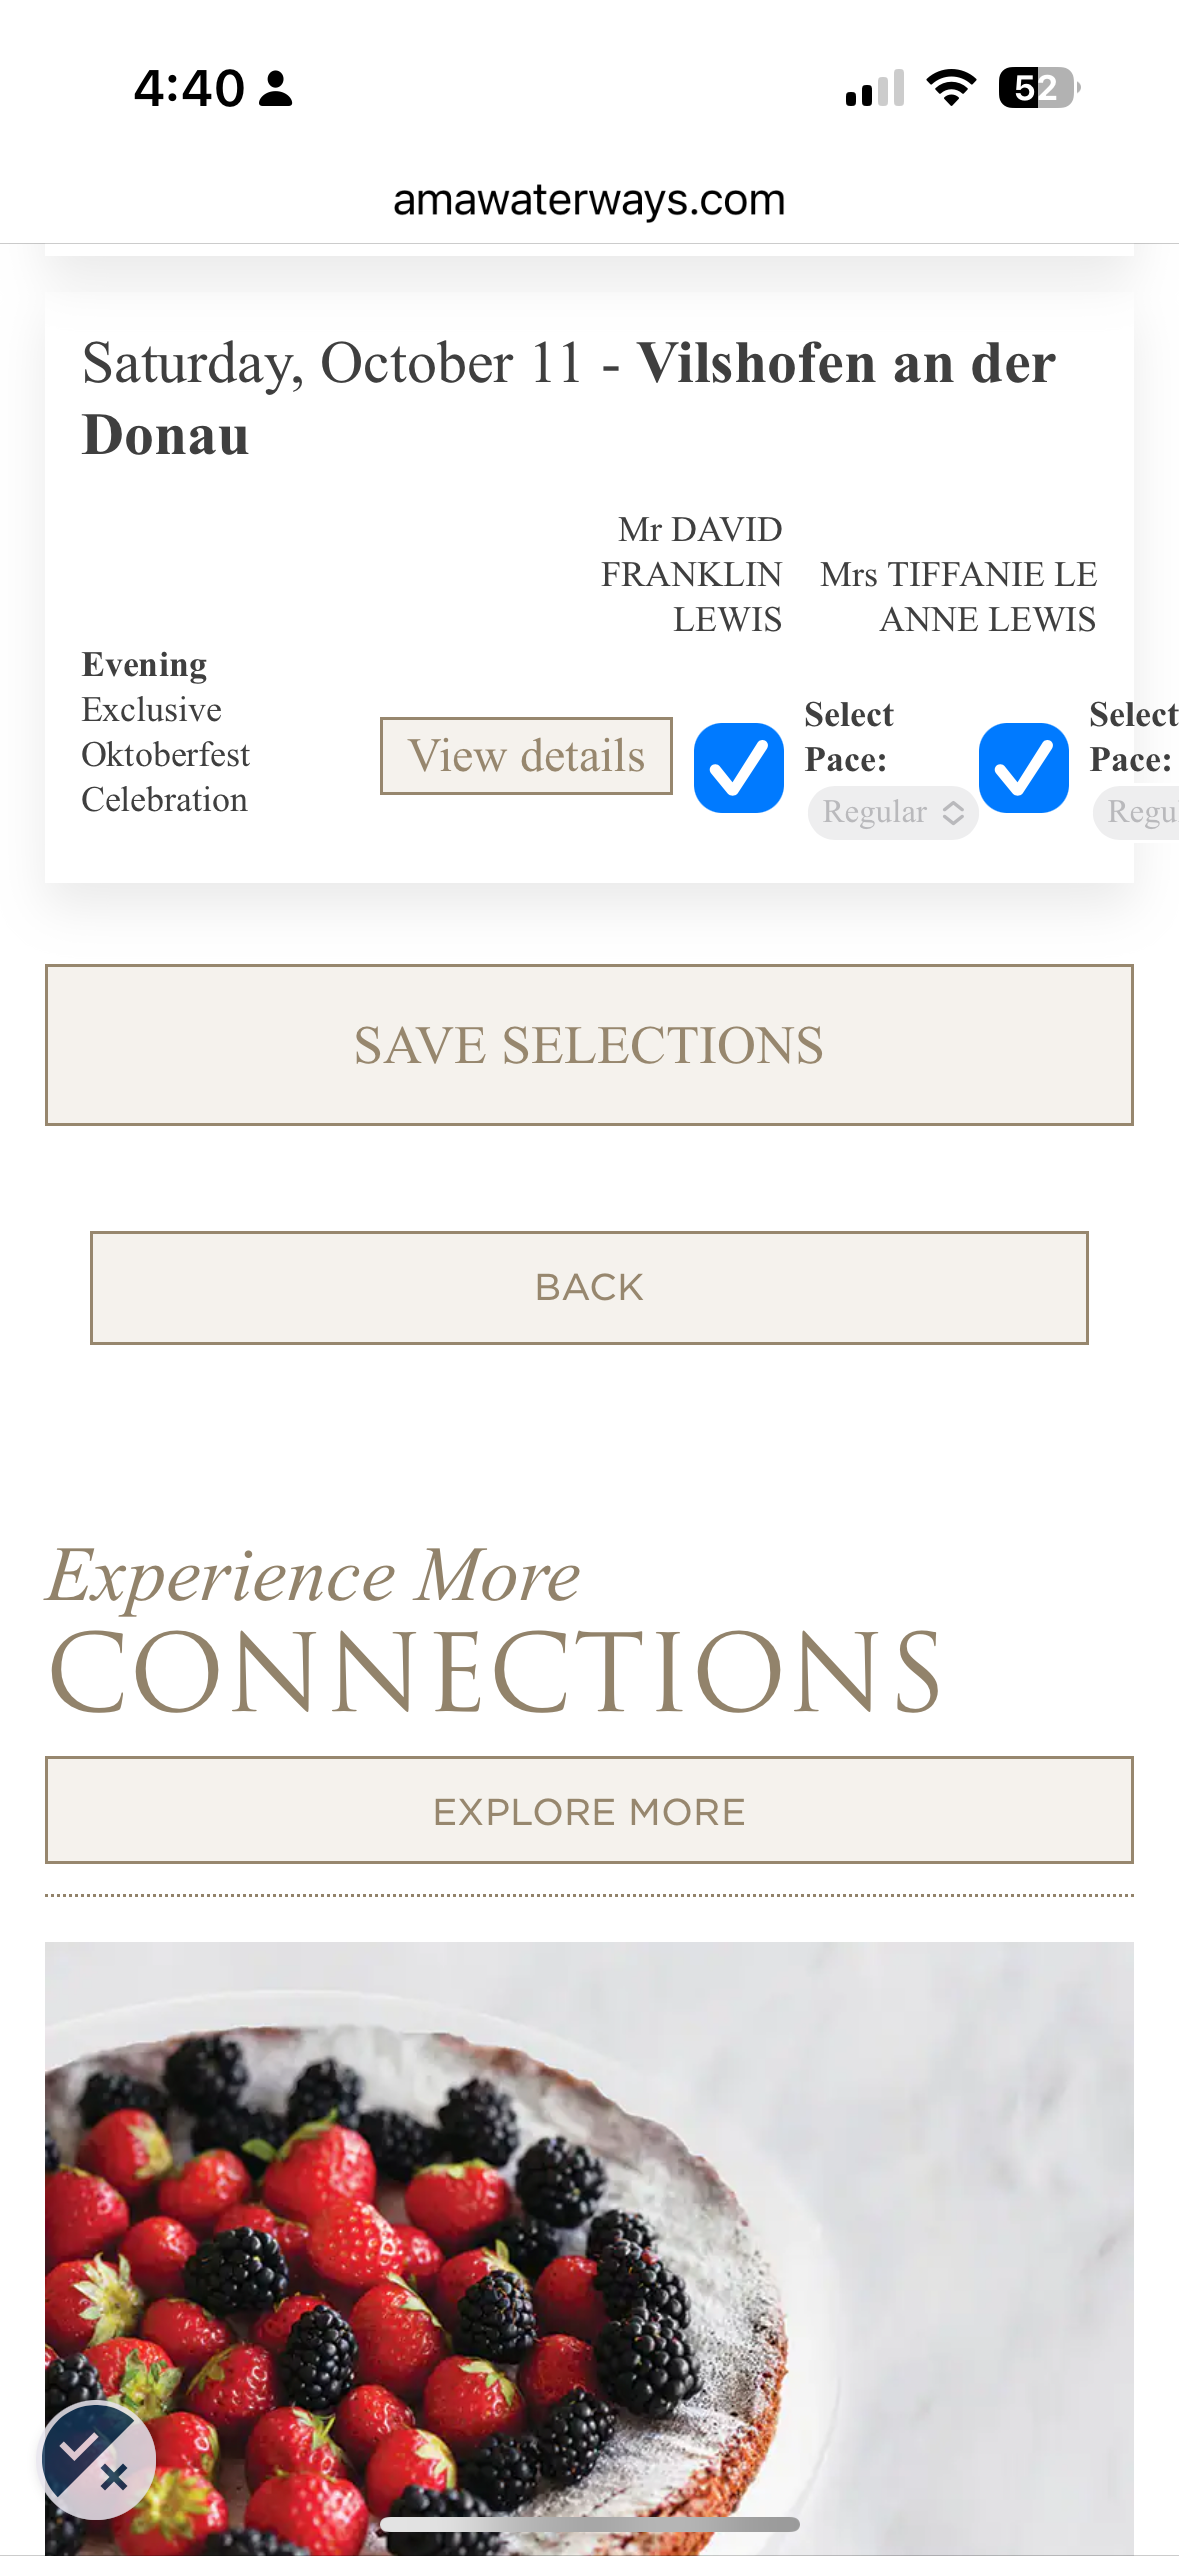 4:40
52
amawaterways.com
Saturday, October 11 - Vilshofen an der
Donau
Mr DAVID
FRANKLIN
LEWIS
Mrs TIFFANIE LE
ANNE LEWIS
Evening
Exclusive
Oktoberfest
Celebration
View details
Select
Pace:
Regular
Select
Pace:
Regu
SAVE SELECTIONS
BACK
Experience More
CONNECTIONS
EXPLORE MORE